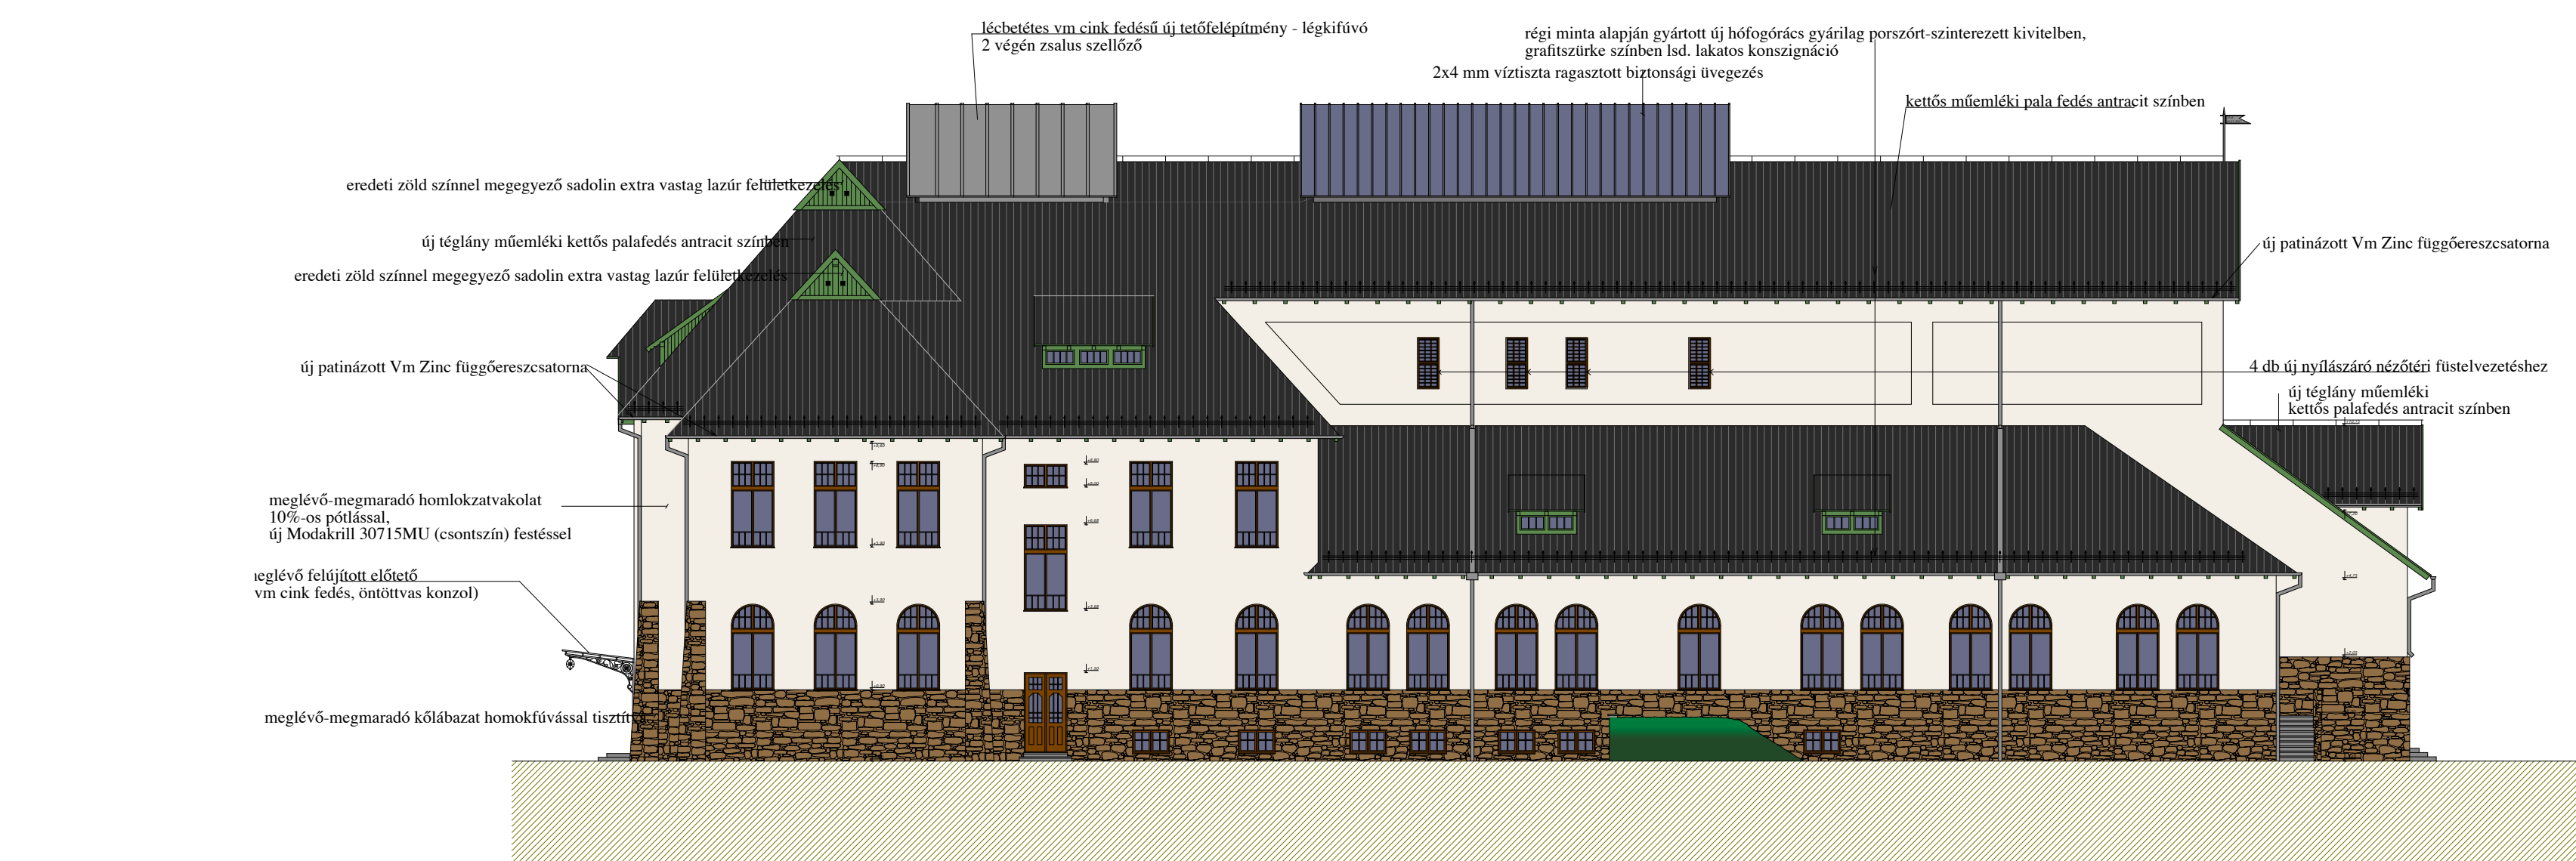 lécbetétes vm cink fedésű új tetőfelépítmény - légkifúvó
2 végén zsalus szellőző
régi minta alapján gyártott új hófogórács gyárilag porszórt-szinterezett kivitelben,
grafitszürke színben lsd. lakatos konszignáció
2x4 mm víztiszta ragasztott biztonsági üvegezés
kettős műemléki pala fedés antracit színben
eredeti zöld színnel megegyező sadolin extra vastag lazúr felületkezelés
új téglány műemléki kettős palafedés antracit színben
új patinázott Vm Zinc függőereszcsatorna
eredeti zöld színnel megegyező sadolin extra vastag lazúr felületkezelés
új patinázott Vm Zinc függőereszcsatorna
4 db új nyílászáró nézőtéri füstelvezetéshez
új téglány műemléki
kettős palafedés antracit színben
meglévő-megmaradó homlokzatvakolat
10%-os pótlással,
új Modakrill 30715MU (csontszín) festéssel
eglévő felújított előtető
vm cink fedés, öntöttvas konzol)
meglévő-megmaradó kőlábazat homokfúvással tisztítv